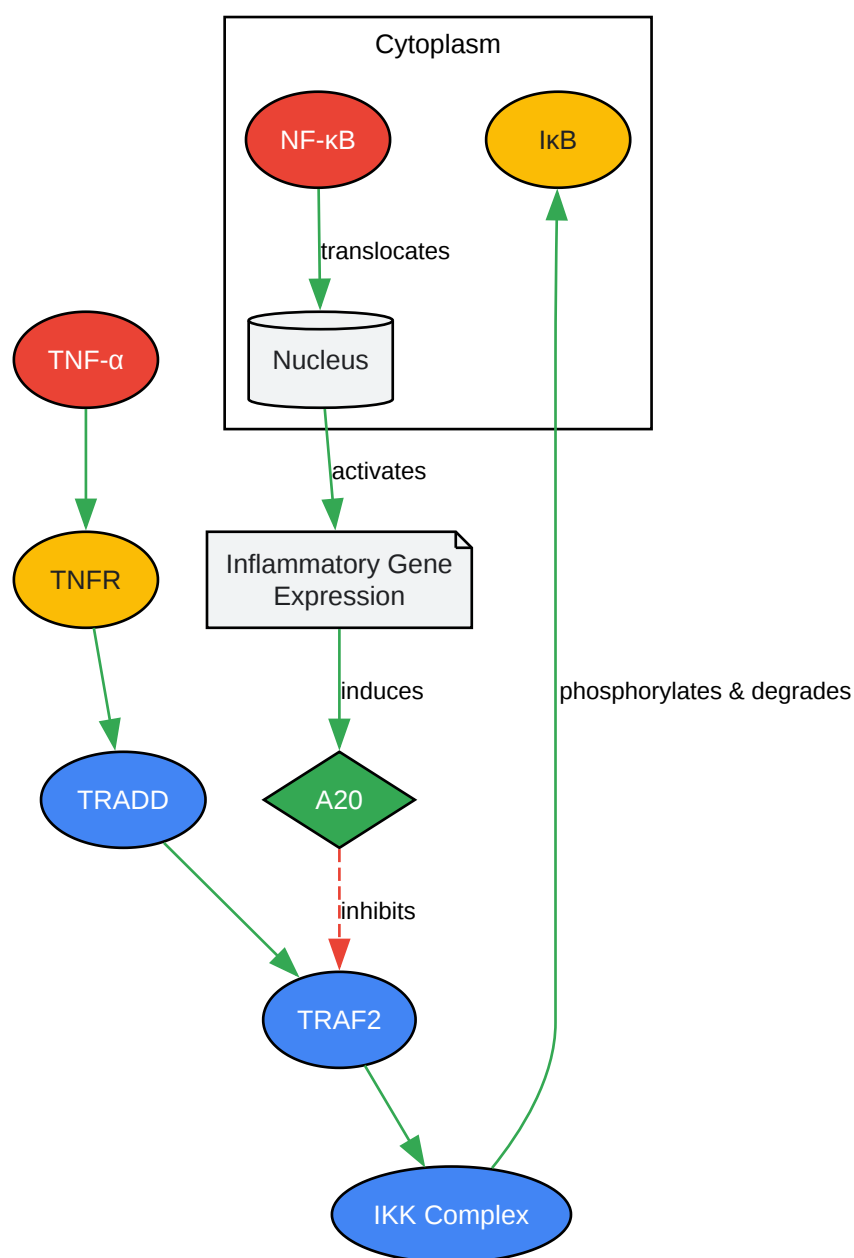 Cytoplasm
NF-κB
IκB
translocates
TNF-α
Nucleus
activates
TNFR
Inflammatory Gene
Expression
induces
phosphorylates & degrades
TRADD
A20
inhibits
TRAF2
IKK Complex